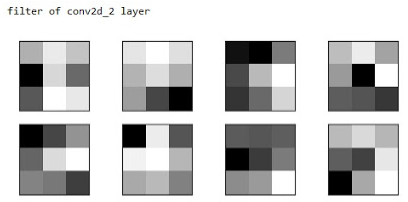 filter of conv2d_2 layer